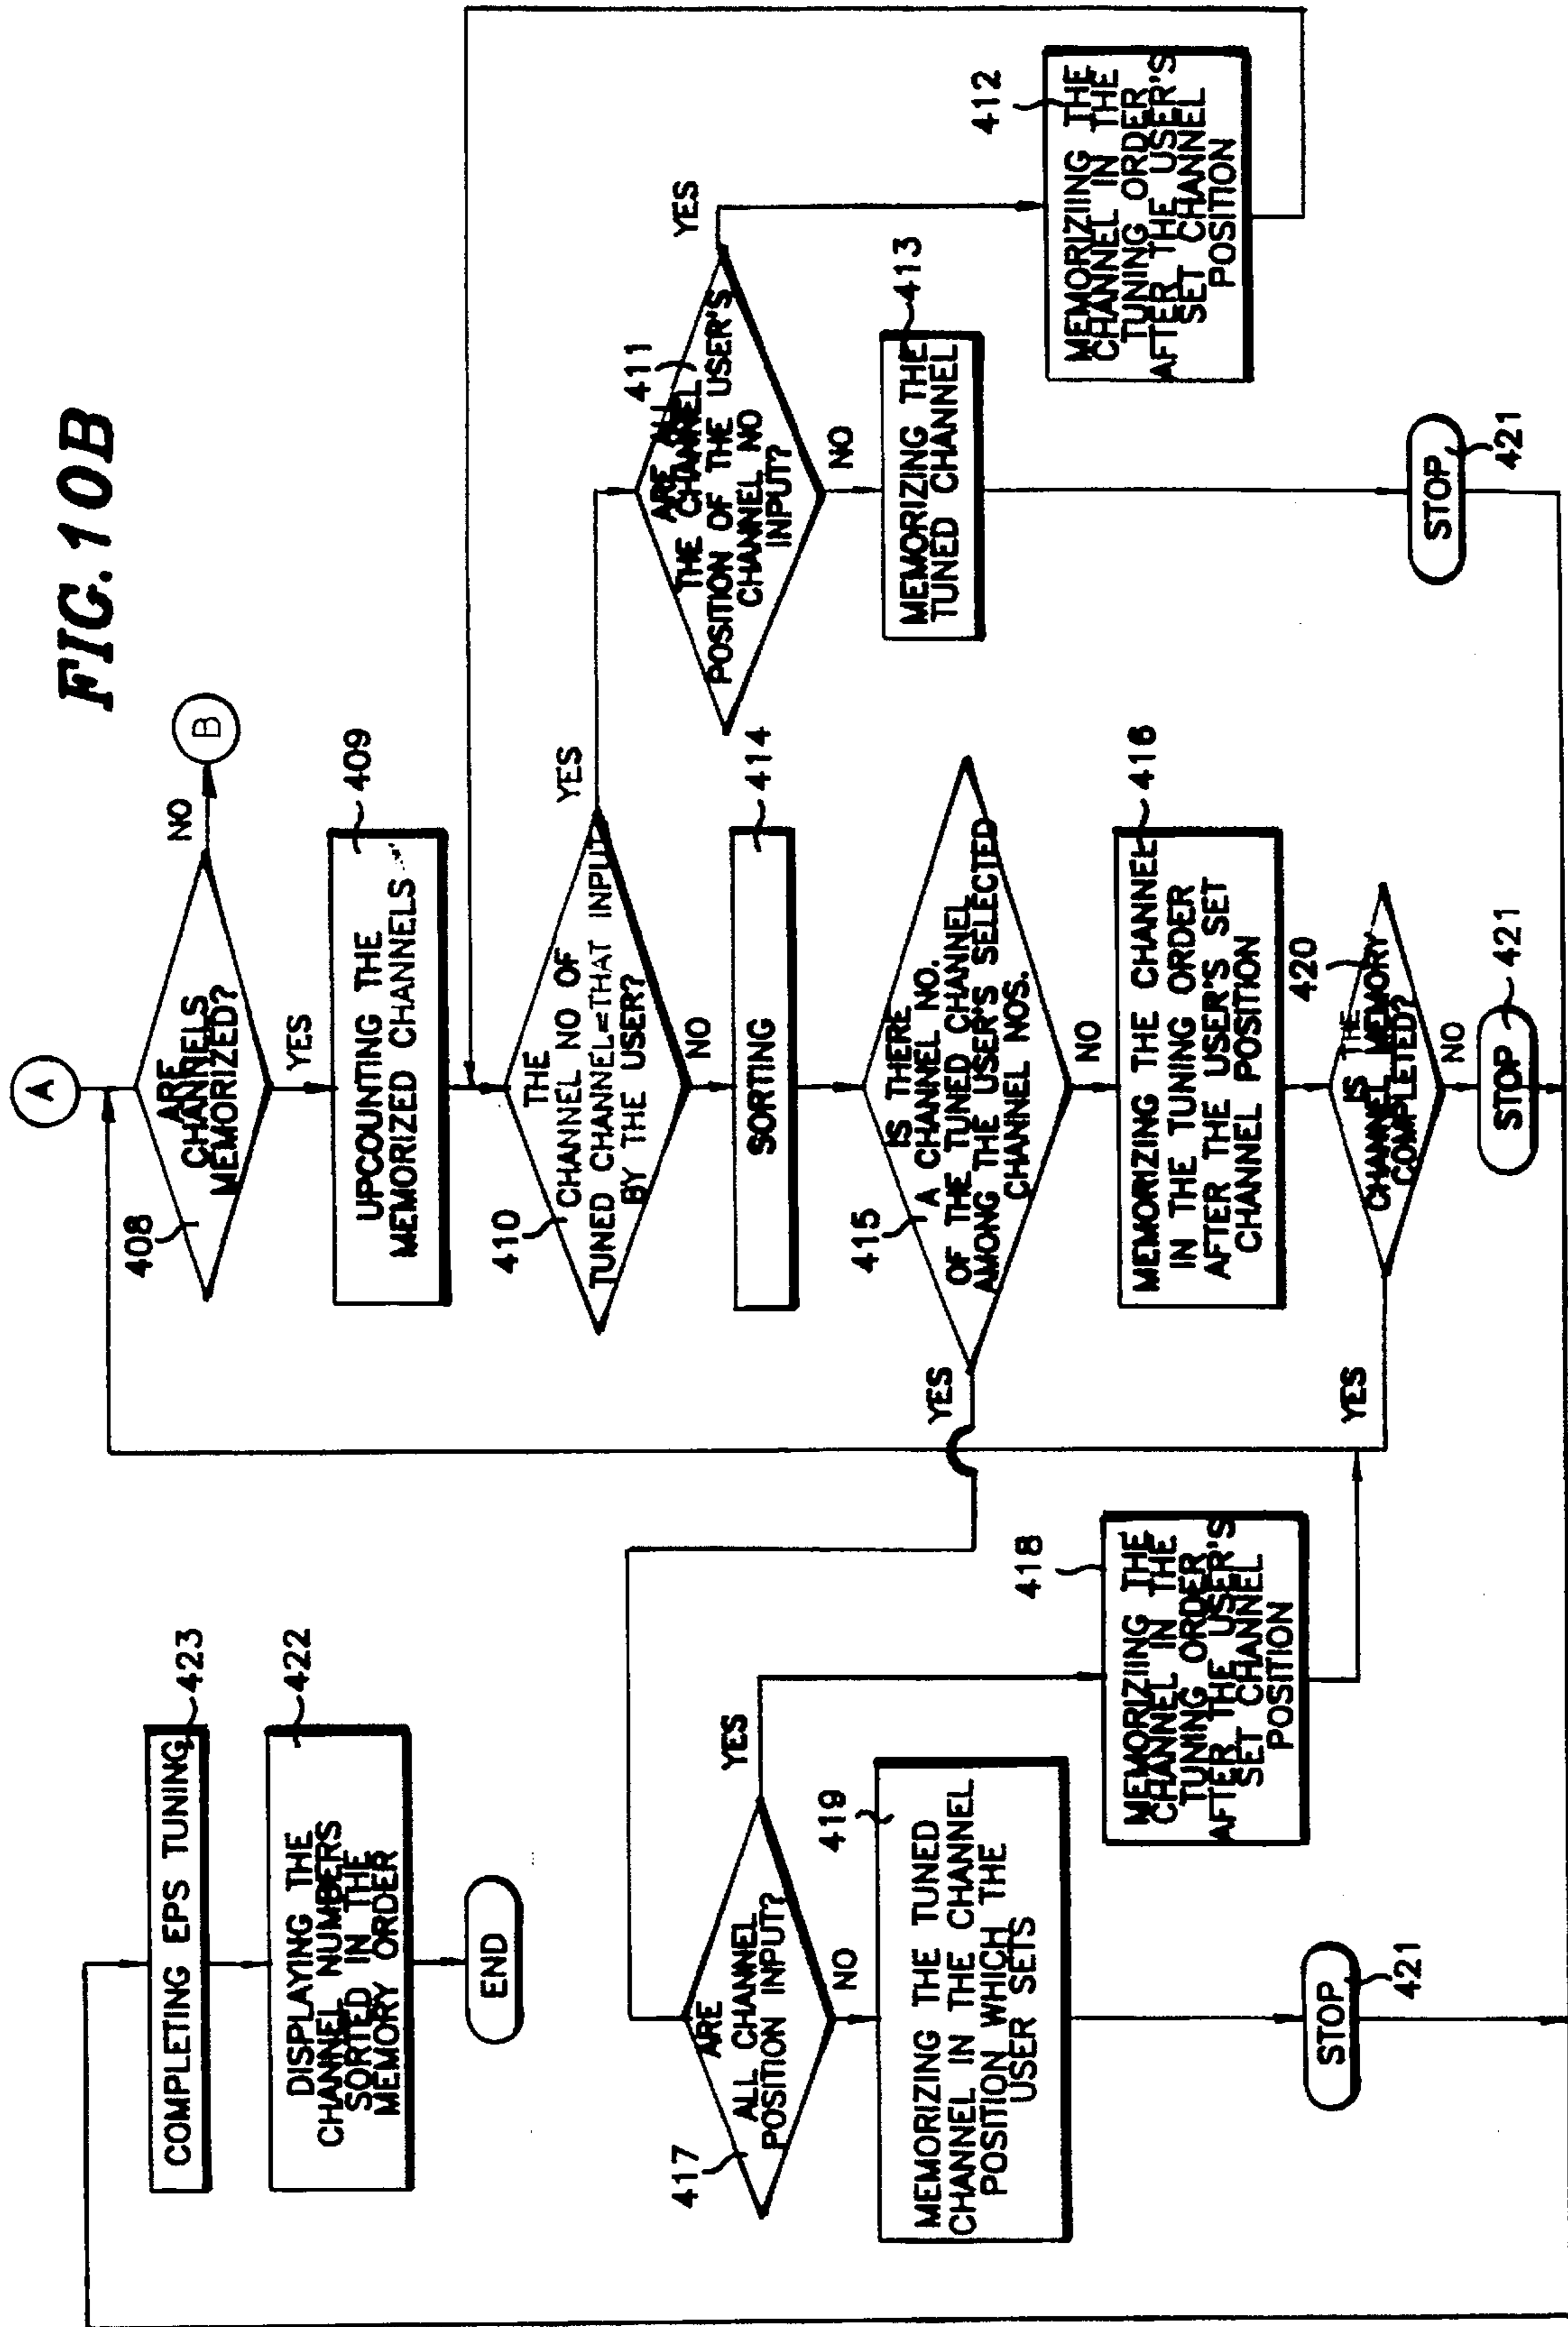 FIG.10B
A
408
ARE
CHANNELS
MEMORIZED?
NO
B
YES
409
UPCOUNTING THE
MEMORIZED CHANNELS
410
THE
CHANNEL NO OF
TUNED CHANNEL=THAT INPUT
BY THE USER?
YES
NO
411
ARE ALL
THE CHANNEL
POSITION OF THE USER'S
CHANNEL NO
INPUT?
YES
NO
412
MEMORIZIING THE
CHANNEL IN THE
TUNING ORDER
AFTER THE USER'S
SET CHANNEL
POSITION
413
MEMORIZING THE
TUNED CHANNEL
STOP
421
414
SORTING
415
IS THERE
A CHANNEL NO.
OF THE TUNED CHANNEL
AMONG THE USER'S SELECTED
CHANNEL NOS.
YES
NO
416
MEMORIZING THE CHANNEL
IN THE TUNING ORDER
AFTER THE USER'S SET
CHANNEL POSITION
420
IS THE
CHANNEL MEMORY
COMPLETED?
YES
NO
STOP
421
423
COMPLETING EPS TUNING
422
DISPLAYING THE
CHANNEL NUMBERS
SORTED IN THE
MEMORY ORDER
END
417
ARE
ALL CHANNEL
POSITION INPUT?
YES
NO
418
MEMORIZIING THE
CHANNEL IN THE
TUNING ORDER
AFTER THE USER'S
SET CHANNEL
POSITION
419
MEMORIZING THE TUNED
CHANNEL IN THE CHANNEL
POSITION WHICH THE
USER SETS
STOP
421